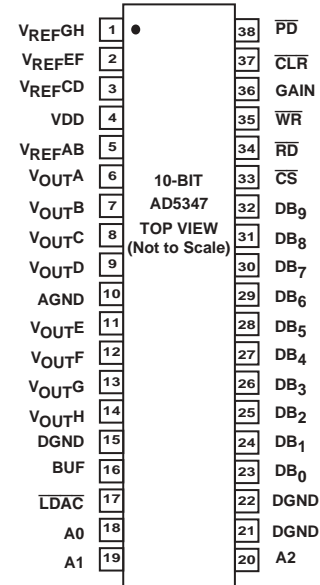 VREFGH 1
VREFEF 2
VREFCD 3
VDD 4
VREFAB 5
VOUTA 6
VOUTB 7
VOUTC 8
VOUTD 9
AGND 10
VOUTE 11
VOUTF 12
VOUTG 13
VOUTH 14
DGND 15
BUF 16
LDAC 17
A0 18
A1 19
10-BIT
AD5347
TOP VIEW
(Not to Scale)
38 PD
37 CLR
36 GAIN
35 WR
34 RD
33 CS
32 DB9
31 DB8
30 DB7
29 DB6
28 DB5
27 DB4
26 DB3
25 DB2
24 DB1
23 DB0
22 DGND
21 DGND
20 A2